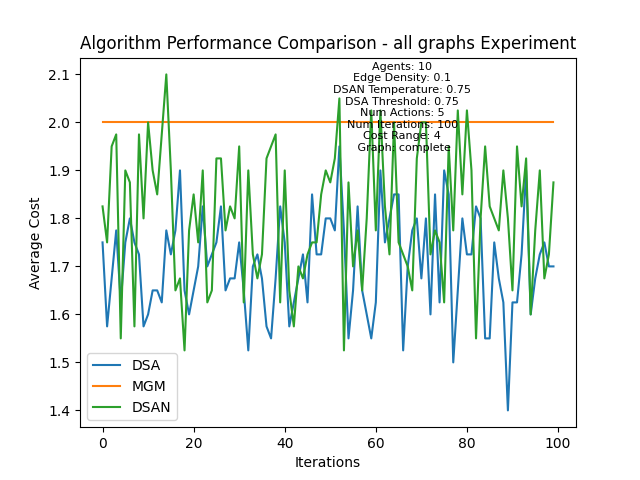 Algorithm Performance Comparison - all graphs Experiment
Agents: 10
Edge Density: 0.1
DSAN Temperature: 0.75
DSA Threshold: 0.75
Num Actions: 5
Num Iterations: 100
Cost Range: 4
Graph: complete
2.1
2.0
1.9
1.8
1.7
1.6
1.5
1.4
Average Cost
DSA
MGM
DSAN
0
20
40
60
80
100
Iterations